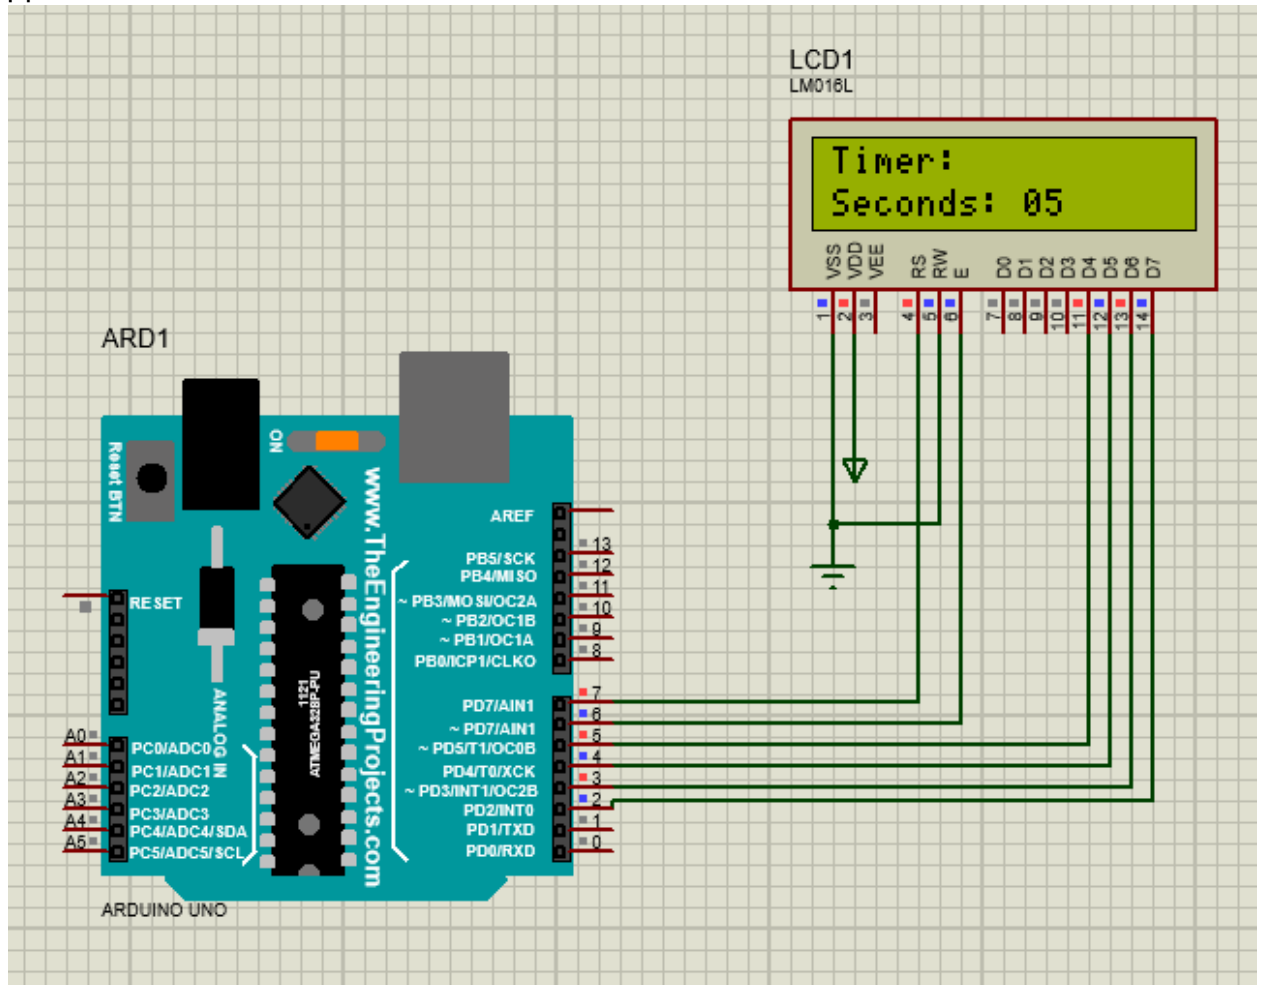 LCD1
LM016L
Timer:
Seconds: 05
VSS
VDD
VEE
RS
RW
E
D0
D1
D2
D3
D4
D5
D6
D7
1
2
3
4
5
6
7
8
9
10
11
12
13
14
ARD1
Reset BTN
ON
www.TheEngineeringProjects.com
AREF
13
PB5/SCK
12
PB4/MISO
11
~ PB3/MOSI/OC2A
10
~ PB2/OC1B
9
~ PB1/OC1A
8
PB0/ICP1/CLKO
RESET
1121
ATMEGA328P-PU
ANALOG IN
7
PD7/AIN1
6
~ PD7/AIN1
5
~ PD5/T1/OC0B
4
PD4/T0/XCK
3
~ PD3/INT1/OC2B
2
PD2/INT0
1
PD1/TXD
0
PD0/RXD
A0
PC0/ADC0
A1
PC1/ADC1
A2
PC2/ADC2
A3
PC3/ADC3
A4
PC4/ADC4/SDA
A5
PC5/ADC5/SCL
ARDUINO UNO